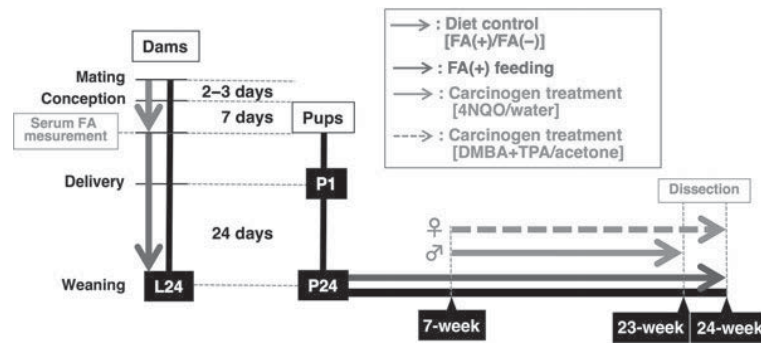 Dams
Mating
2–3 days
Conception
7 days
Pups
Serum FA
mesurement
Delivery
P1
24 days
Weaning
L24
P24
: Diet control
[FA(+)/FA(−)]
: FA(+) feeding
: Carcinogen treatment
[4NQO/water]
: Carcinogen treatment
[DMBA+TPA/acetone]
Dissection
♀
♂
7-week
23-week
24-week